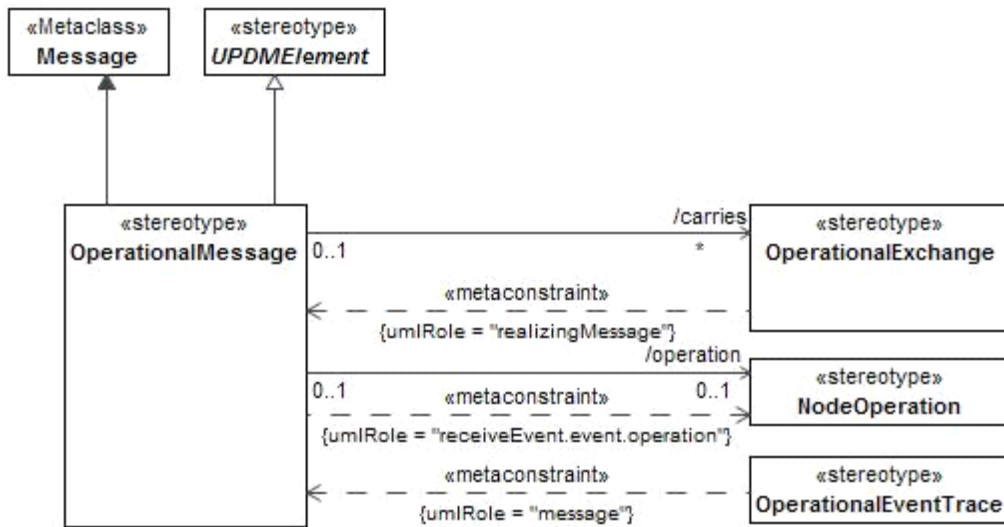 «Metaclass»
Message
«stereotype»
UPDMElement
«stereotype»
OperationalMessage
/carries
0..1
*
«stereotype»
OperationalExchange
«metaconstraint»
{umlRole = "realizingMessage"}
/operation
0..1
0..1
«metaconstraint»
{umlRole = "receiveEvent.event.operation"}
«stereotype»
NodeOperation
«metaconstraint»
{umlRole = "message"}
«stereotype»
OperationalEventTrace